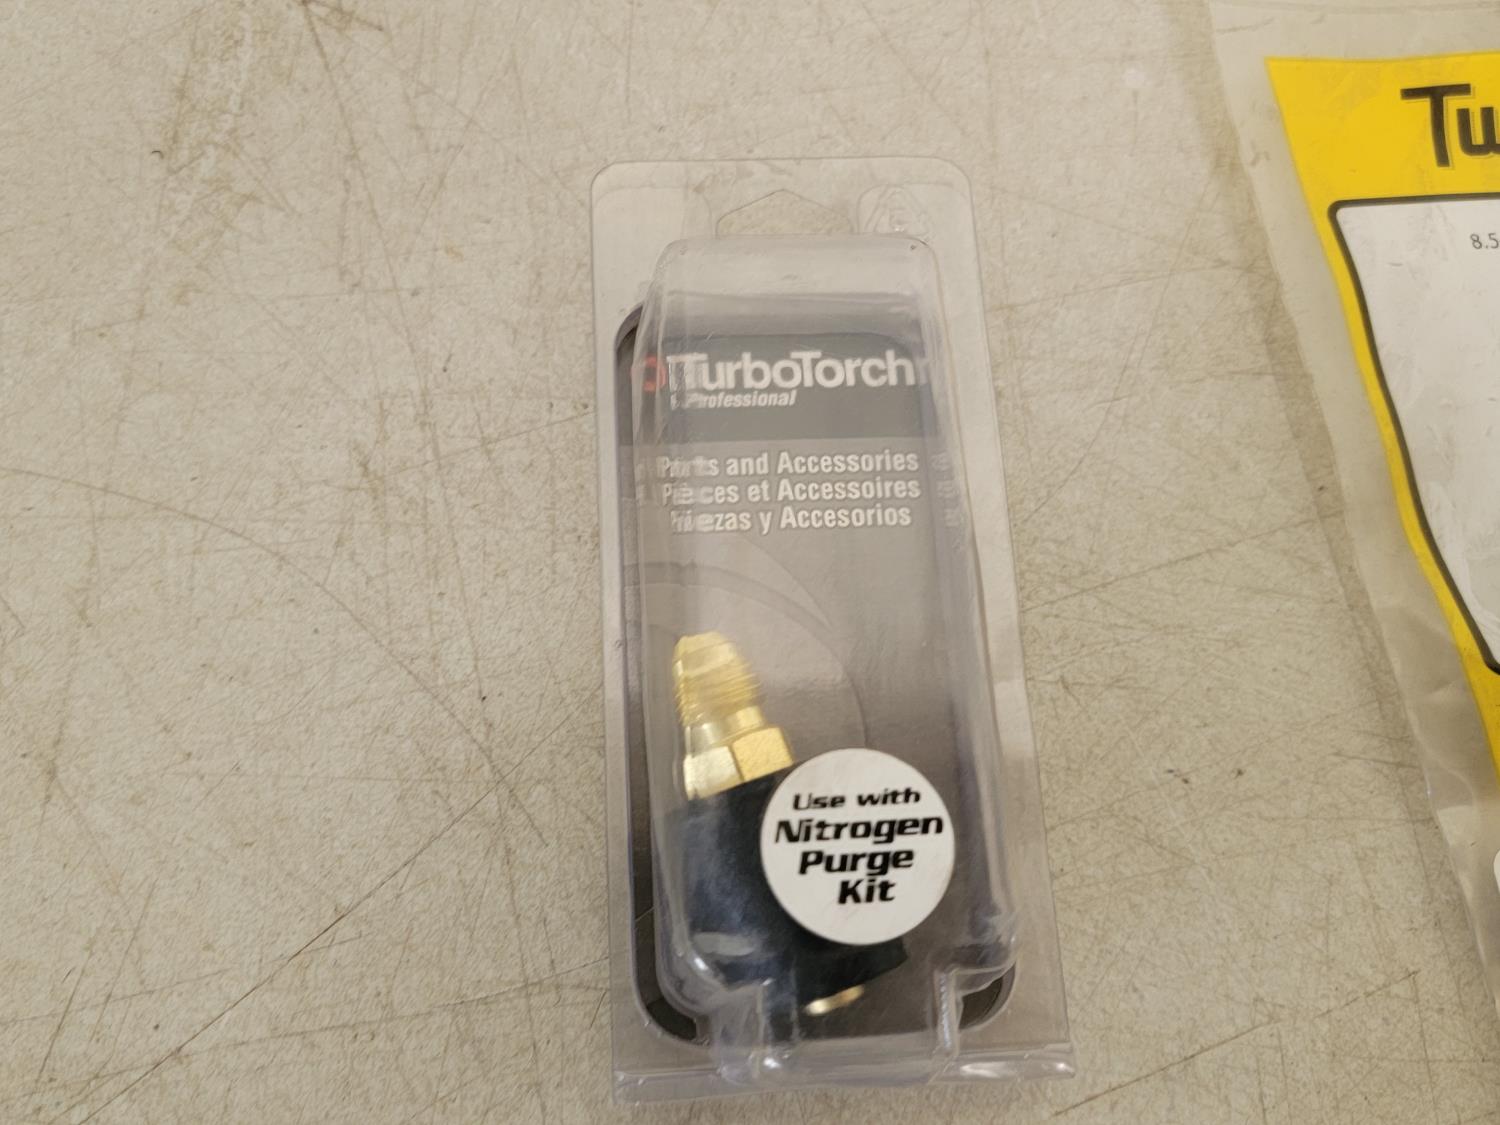 TurboTorch
Professional
Parts and Accessories
Pièces et Accessoires
Piezas y Accesorios
Use with
Nitrogen
Purge
Kit
Tu
8.5